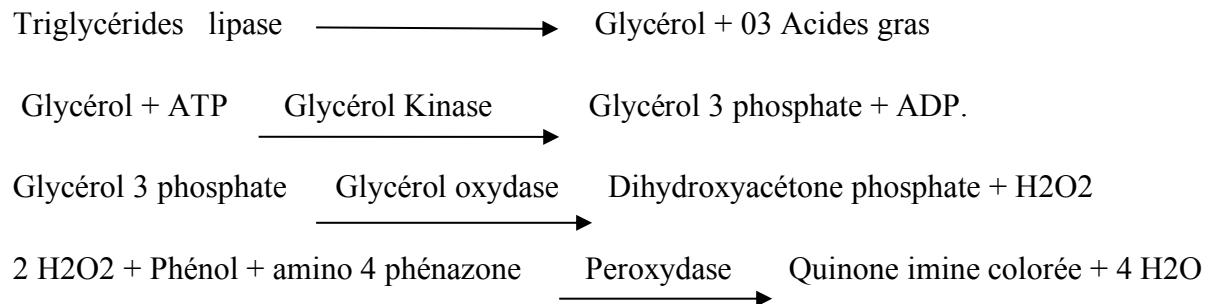 Triglycérides lipase ⟶ Glycérol + 03 Acides gras
Glycérol + ATP Glycérol Kinase ⟶ Glycérol 3 phosphate + ADP.
Glycérol 3 phosphate Glycérol oxydase ⟶ Dihydroxyacétone phosphate + H2O2
2 H2O2 + Phénol + amino 4 phénazone Peroxydase ⟶ Quinone imine colorée + 4 H2O